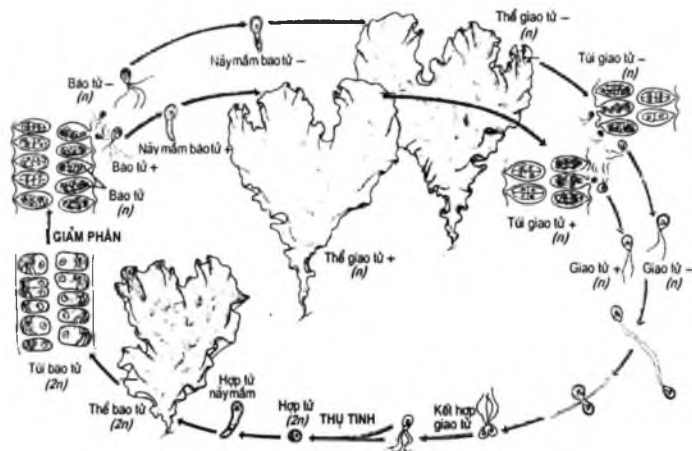 Thể giao tử –
(n)
Nảy mầm bào tử –
Túi giao tử –
(n)
Bào tử –
(n)
Nảy mầm bào tử +
Bào tử +
Bào tử
(n)
Túi giao tử +
(n)
GIẢM PHÂN
Thể giao tử +
(n)
Giao tử +
(n)
Giao tử –
(n)
Túi bào tử
(2n)
Thể bào tử
(2n)
Hợp tử
nảy mầm
Hợp tử
(2n)
THỤ TINH
Kết hợp
giao tử